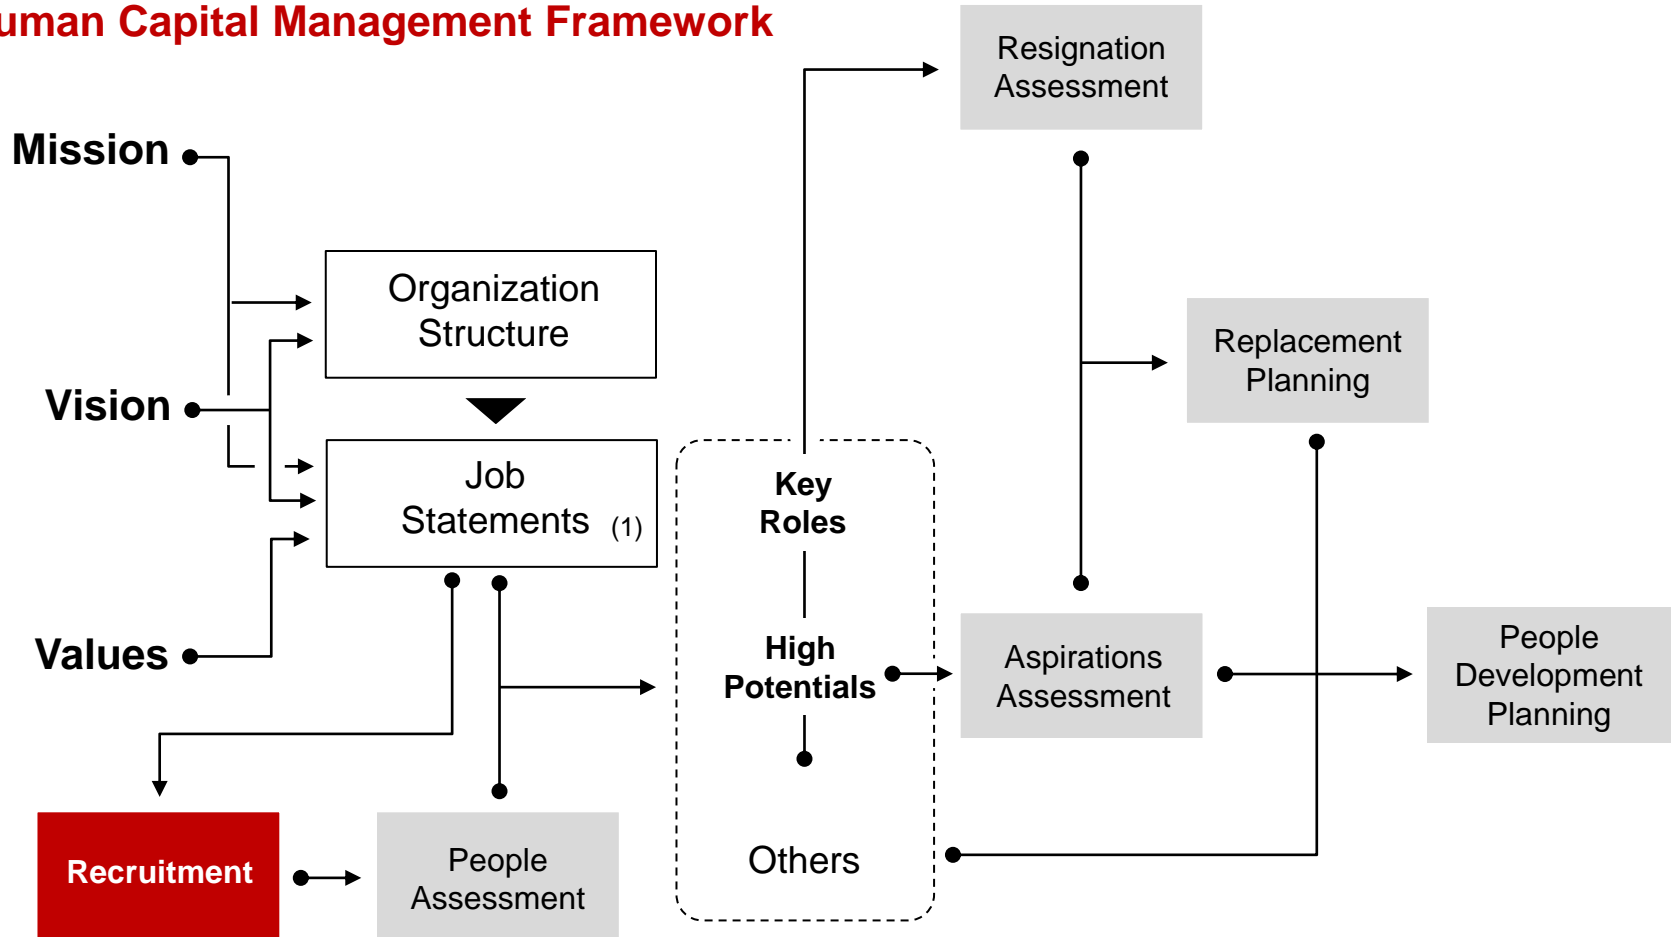 uman Capital Management Framework
Resignation
Assessment
Mission
Organization
Structure
Replacement
Planning
Vision
Job
Statements (1)
Key
Roles
Values
High
Potentials
Aspirations
Assessment
People
Development
Planning
Recruitment
People
Assessment
Others